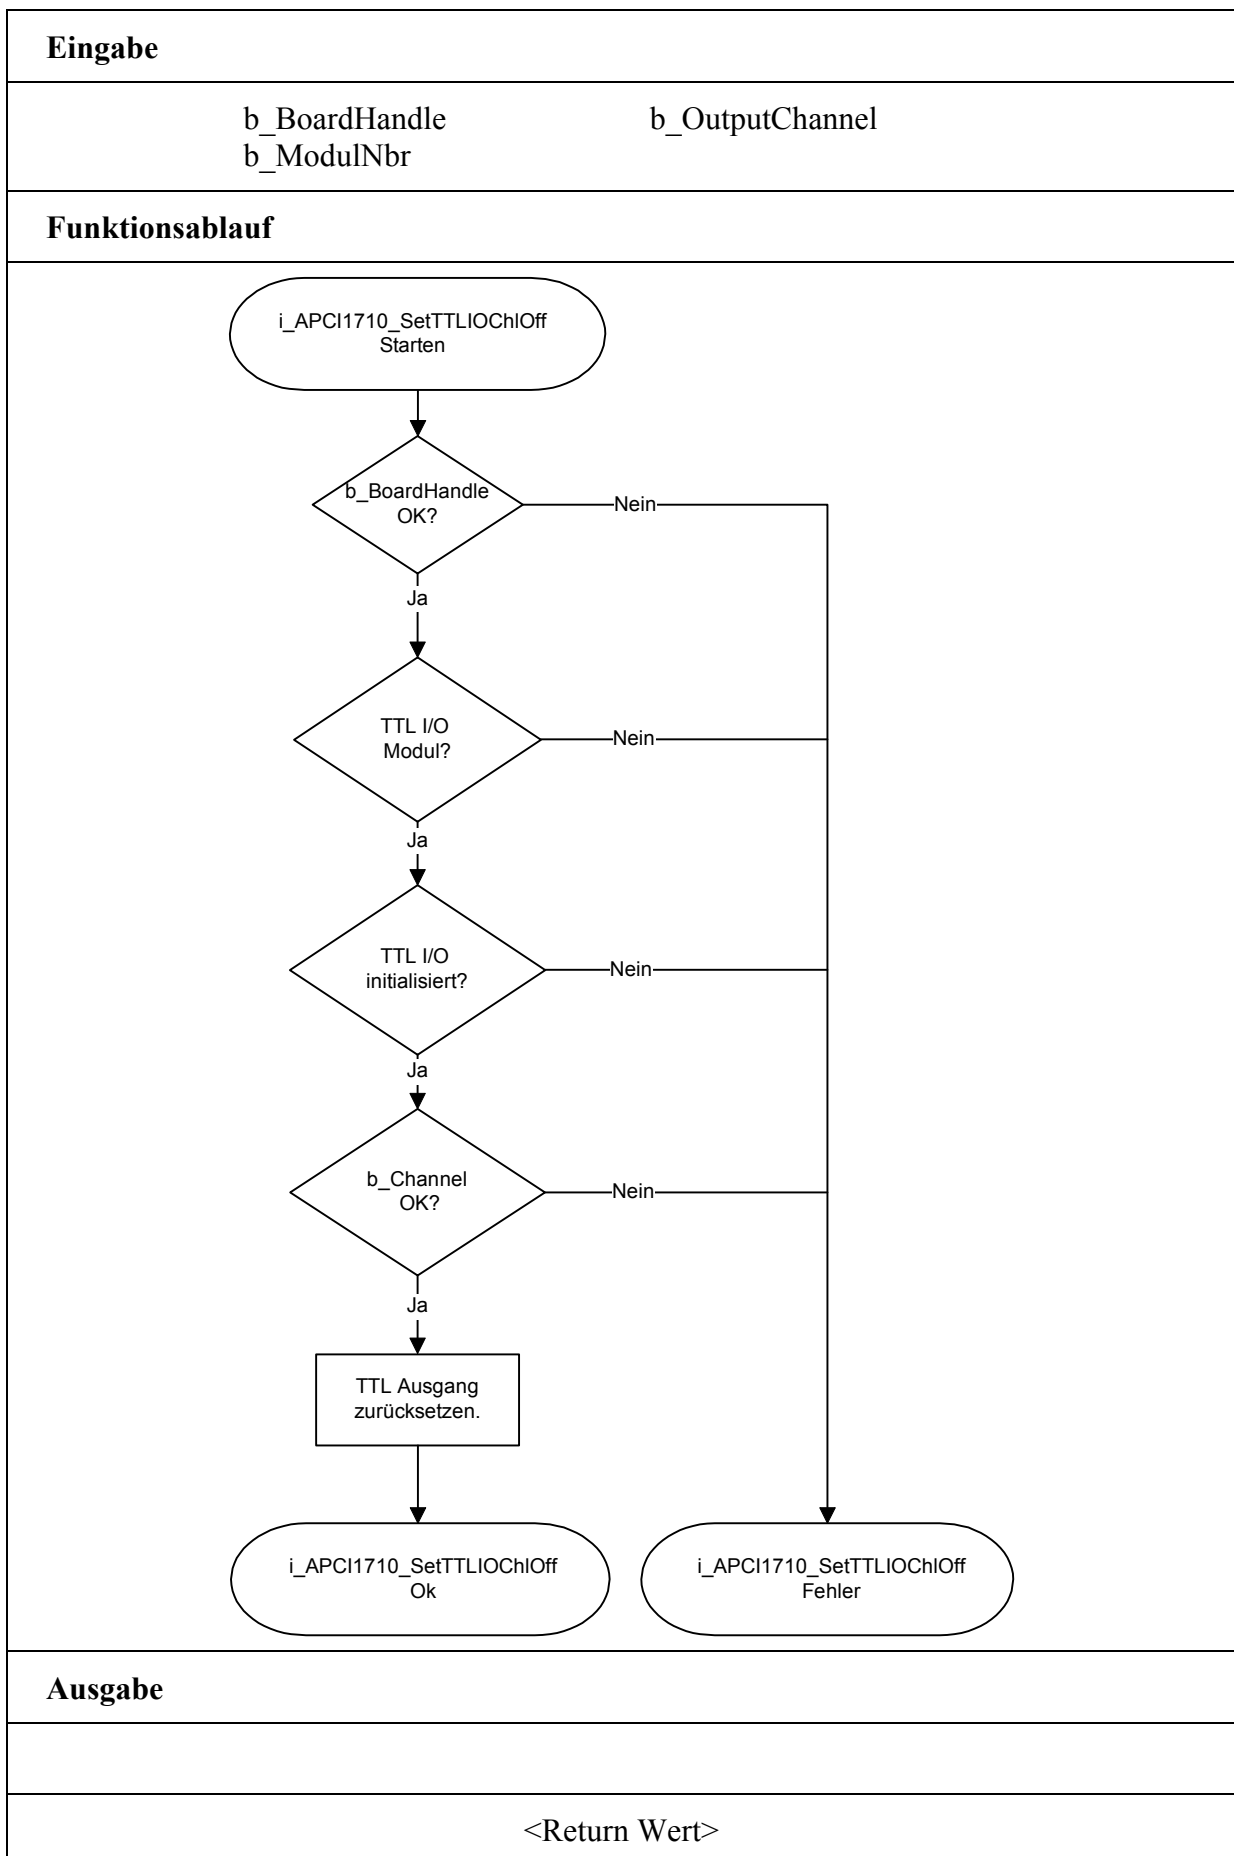 Eingabe
b_BoardHandle b_OutputChannel
b_ModulNbr
Funktionsablauf
i_APCI1710_SetTTLIOChlOff
Starten
b_BoardHandle
OK?
Nein
Ja
TTL I/O
Modul?
Nein
Ja
TTL I/O
initialisiert?
Nein
Ja
b_Channel
OK?
Nein
Ja
TTL Ausgang
zurücksetzen.
i_APCI1710_SetTTLIOChlOff
Ok
i_APCI1710_SetTTLIOChlOff
Fehler
Ausgabe
<Return Wert>